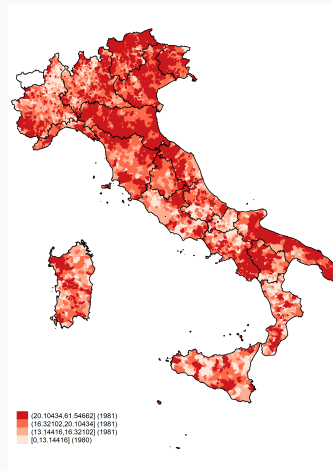 (20.10434,61.54662] (1981)
(16.32102,20.10434] (1981)
(13.14416,16.32102] (1981)
[0,13.14416] (1980)